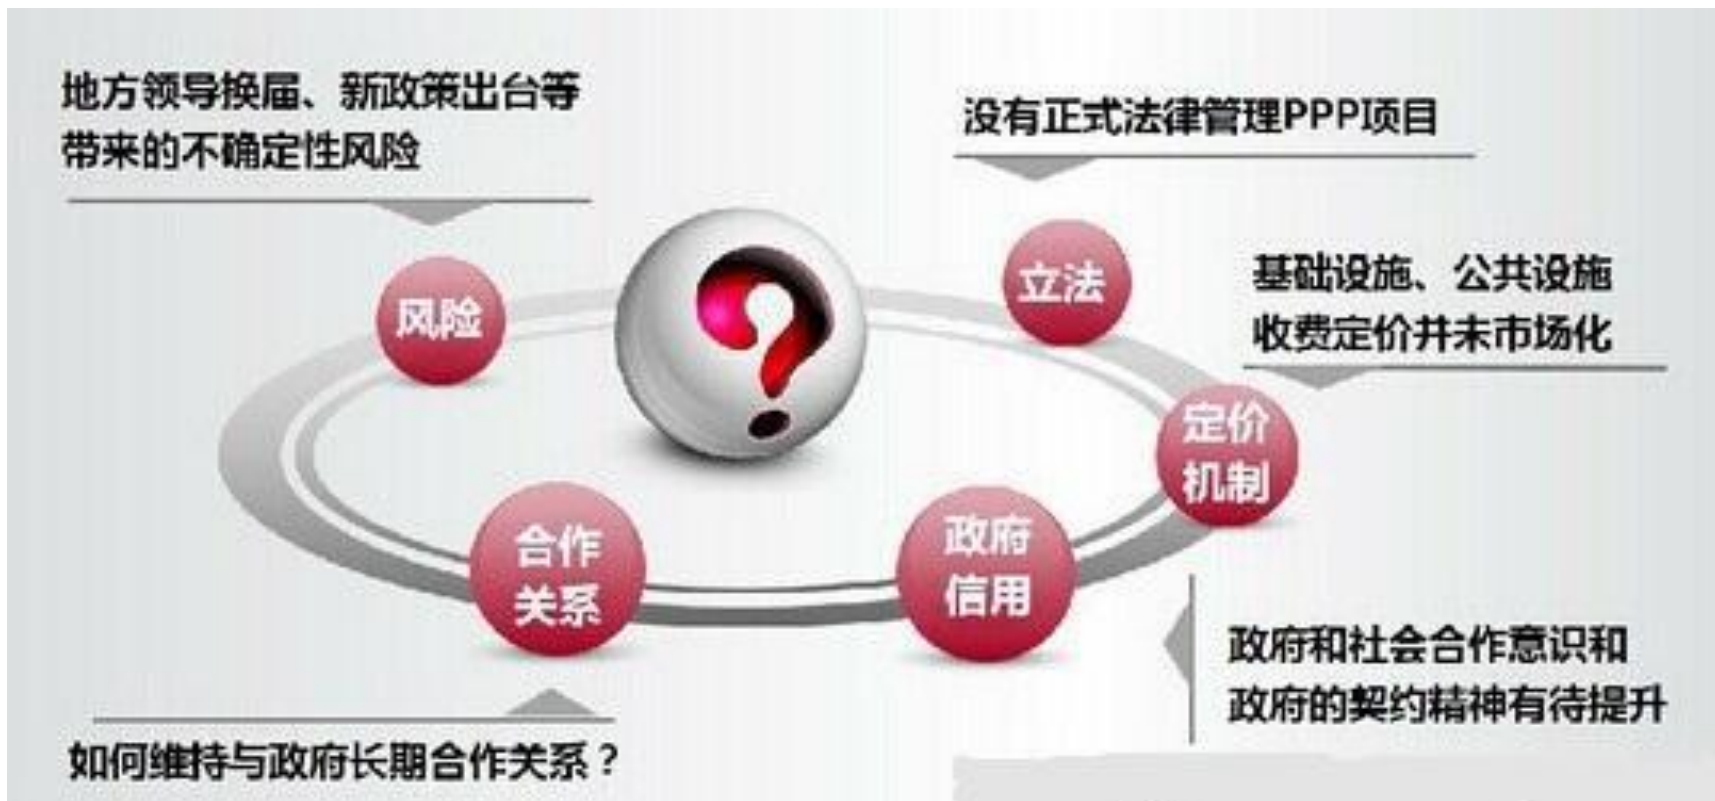 地方领导换届、新政策出台等
带来的不确定性风险
没有正式法律管理PPP项目
风险
立法
基础设施、公共设施
收费定价并未市场化
定价
机制
合作
关系
政府
信用
政府和社会合作意识和
政府的契约精神有待提升
如何维持与政府长期合作关系？